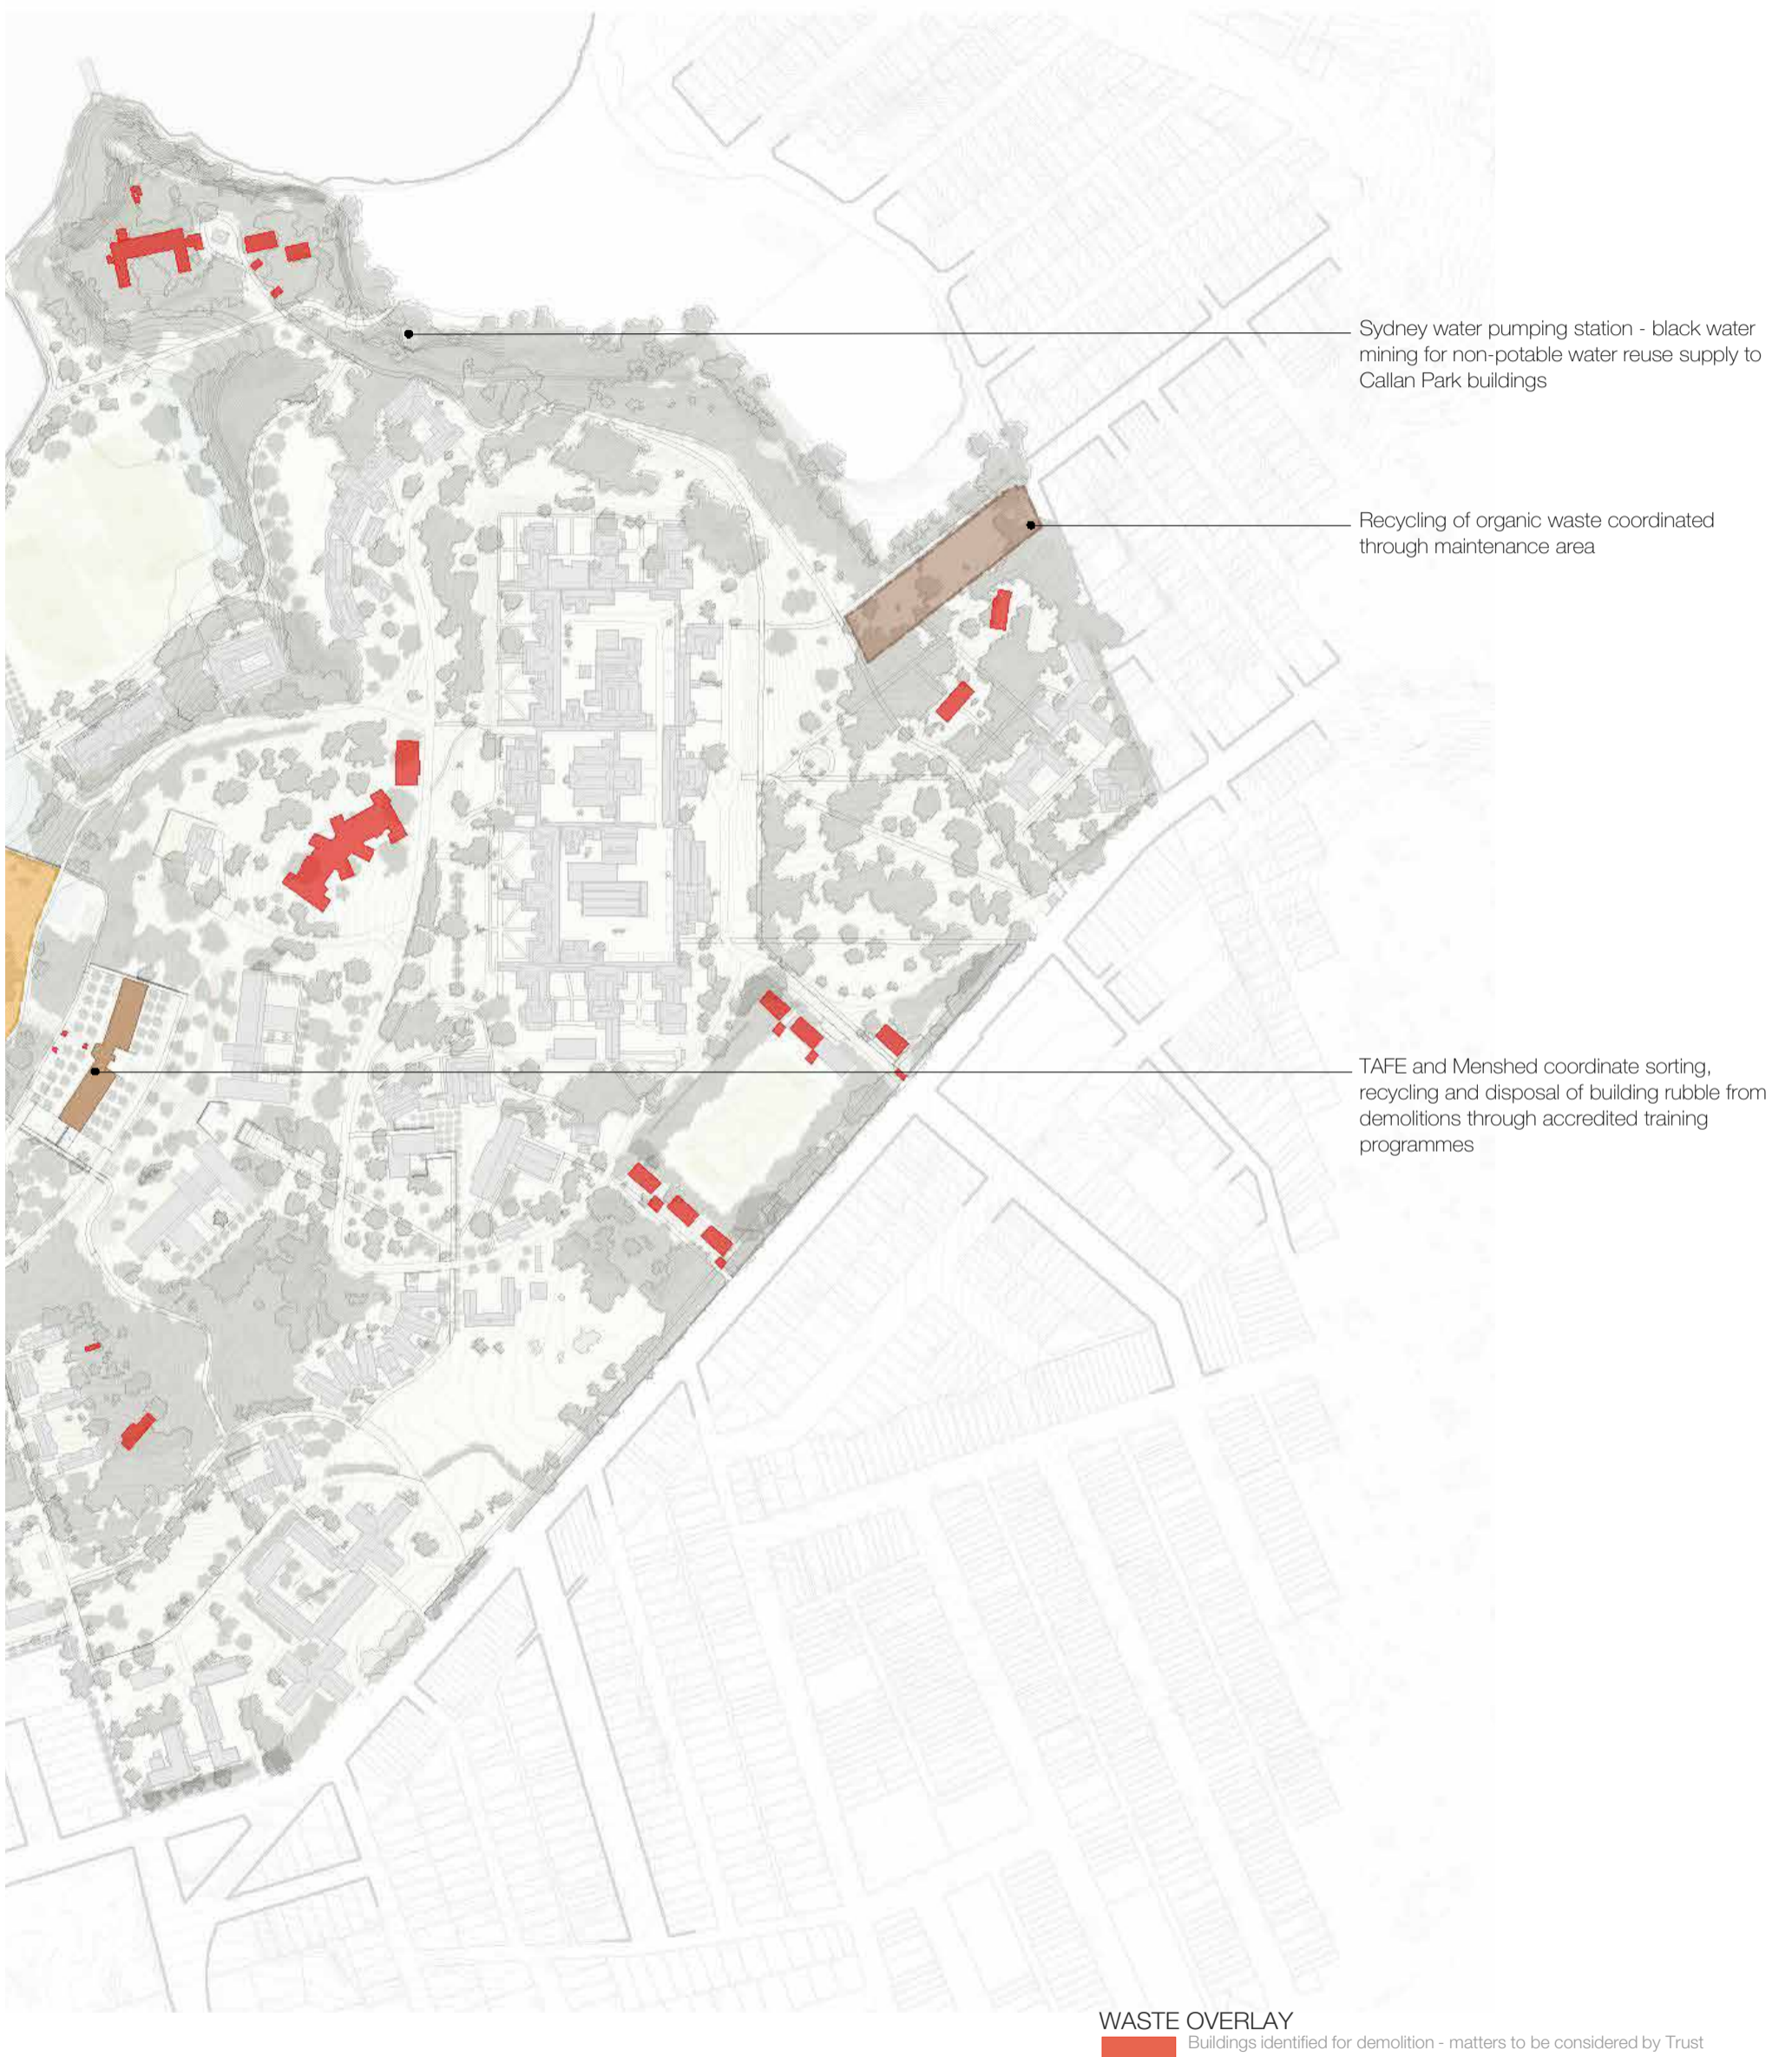 Sydney water pumping station - black water
mining for non-potable water reuse supply to
Callan Park buildings
Recycling of organic waste coordinated
through maintenance area
TAFE and Menshed coordinate sorting,
recycling and disposal of building rubble from
demolitions through accredited training
programmes
WASTE OVERLAY
Buildings identified for demolition - matters to be considered by Trust